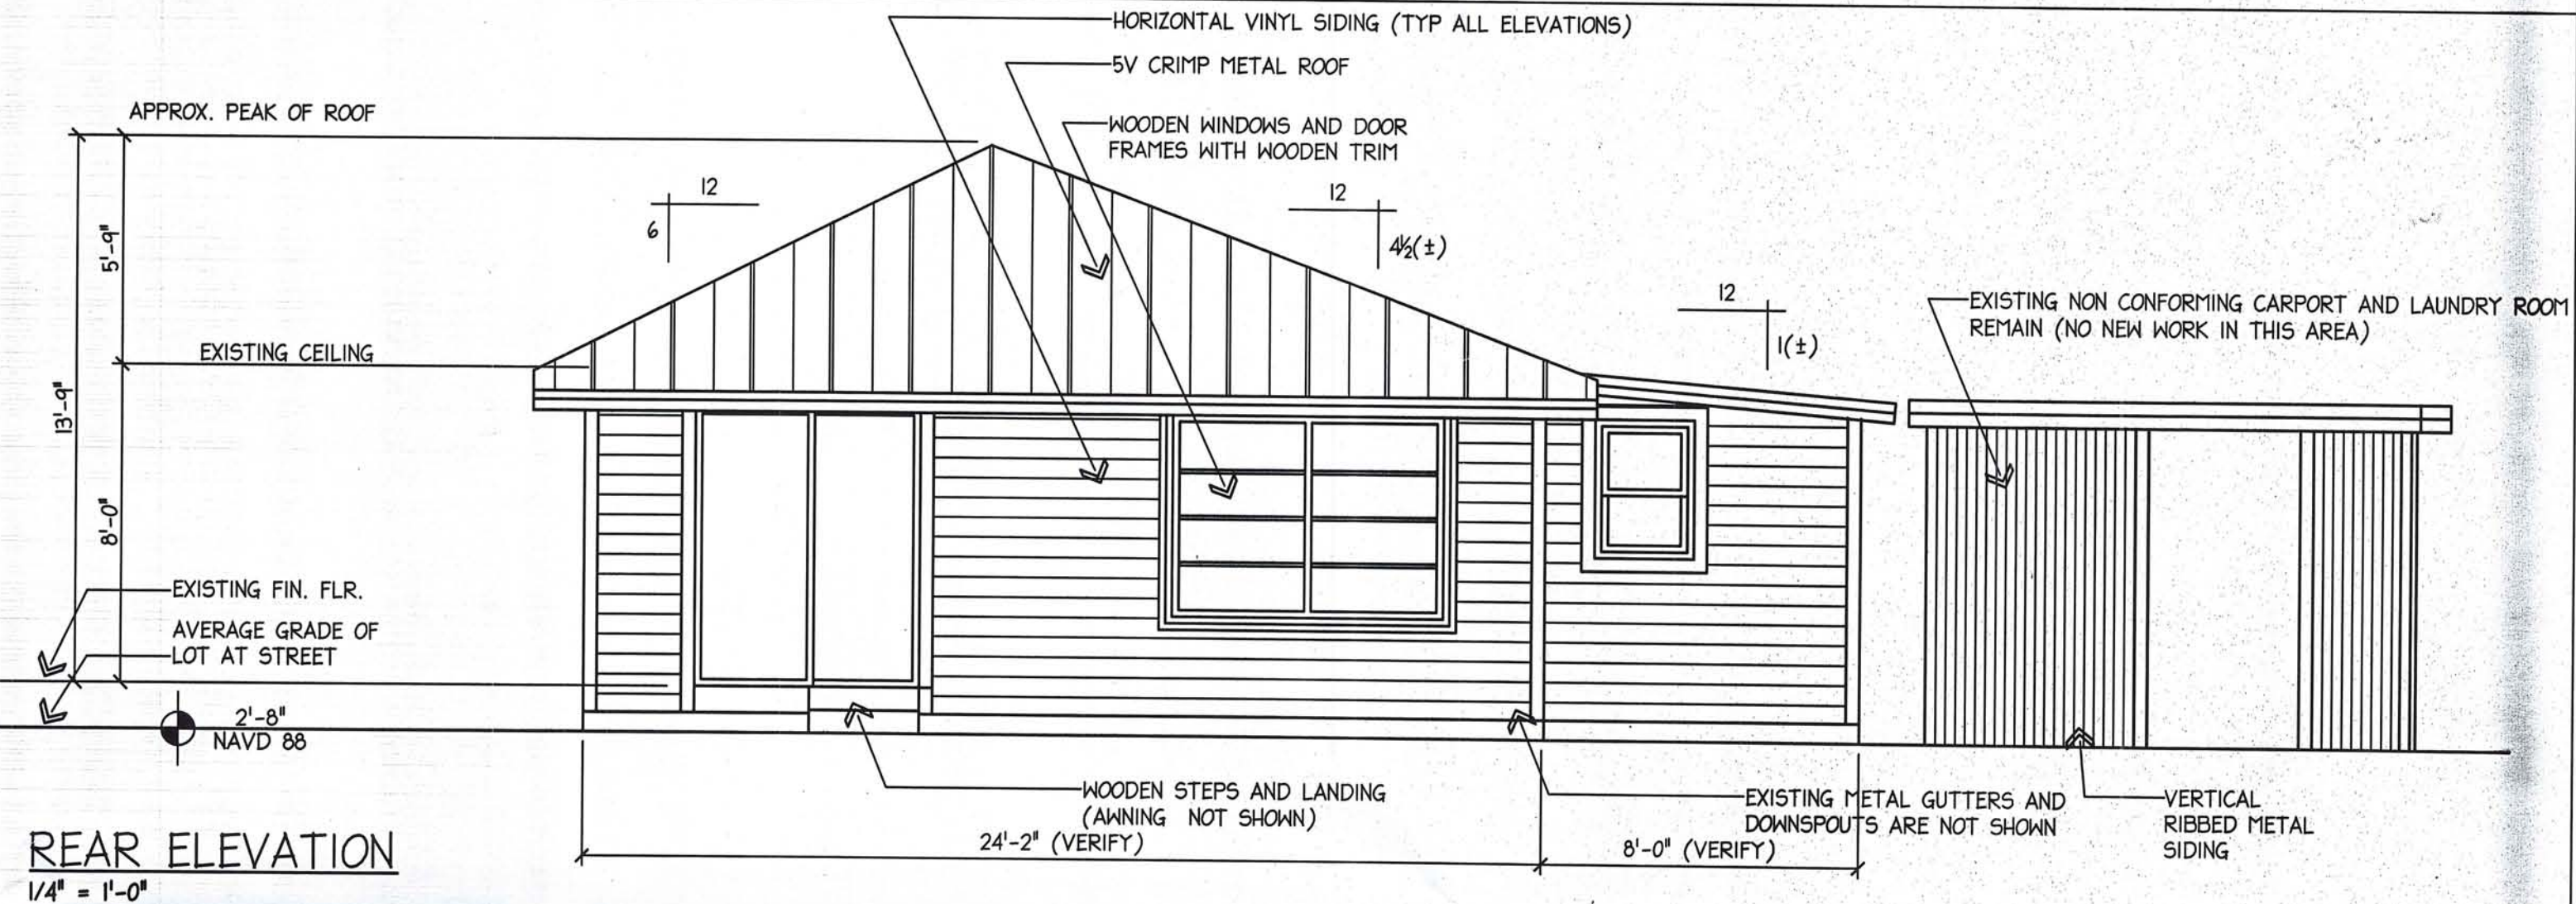 HORIZONTAL VINYL SIDING (TYP ALL ELEVATIONS)
5V CRIMP METAL ROOF
WOODEN WINDOWS AND DOOR
FRAMES WITH WOODEN TRIM
APPROX. PEAK OF ROOF
12
6
12
4½(±)
12
1(±)
EXISTING NON CONFORMING CARPORT AND LAUNDRY ROOM
REMAIN (NO NEW WORK IN THIS AREA)
5'-9"
EXISTING CEILING
13'-9"
8'-0"
EXISTING FIN. FLR.
AVERAGE GRADE OF
LOT AT STREET
2'-8"
NAVD 88
WOODEN STEPS AND LANDING
(AWNING NOT SHOWN)
24'-2" (VERIFY)
EXISTING METAL GUTTERS AND
DOWNSPOUTS ARE NOT SHOWN
8'-0" (VERIFY)
VERTICAL
RIBBED METAL
SIDING
REAR ELEVATION
1/4" = 1'-0"